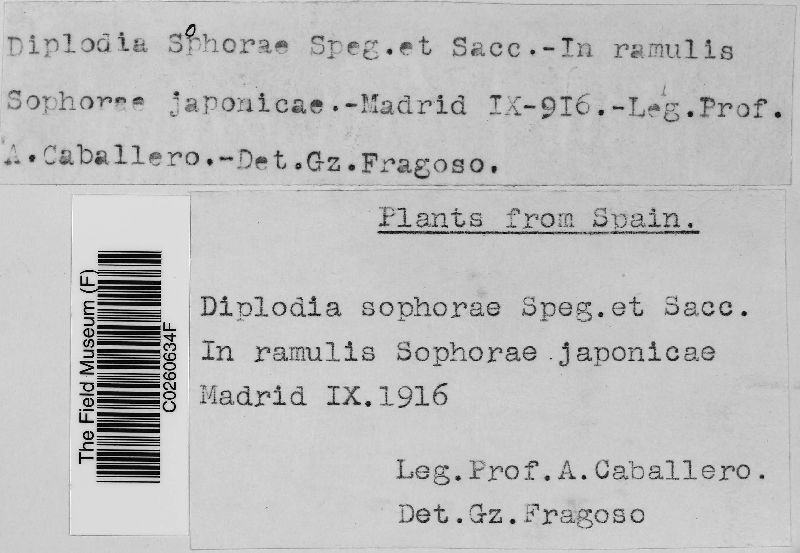 Diplodia Sophorae Speg.et Sacc.-In ramulis
Sophorae japonicae.-Madrid IX-916.-Leg.Prof.
A.Caballero.-Det.Gz.Fragoso.
Plants from Spain.
Diplodia sophorae Speg.et Sacc.
In ramulis Sophorae japonicae
Madrid IX.1916
Leg.Prof.A.Caballero.
Det.Gz.Fragoso
The Field Museum (F)
C0260634F